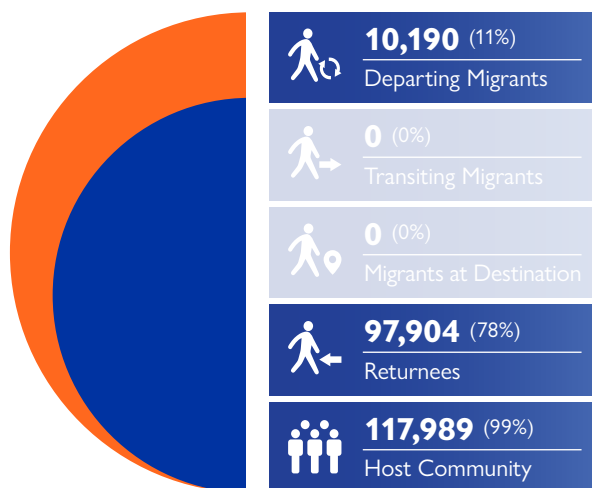 10,190 (11%)
Departing Migrants
0 (0%)
Transiting Migrants
0 (0%)
Migrants at Destination
97,904 (78%)
Returnees
117,989 (99%)
Host Community